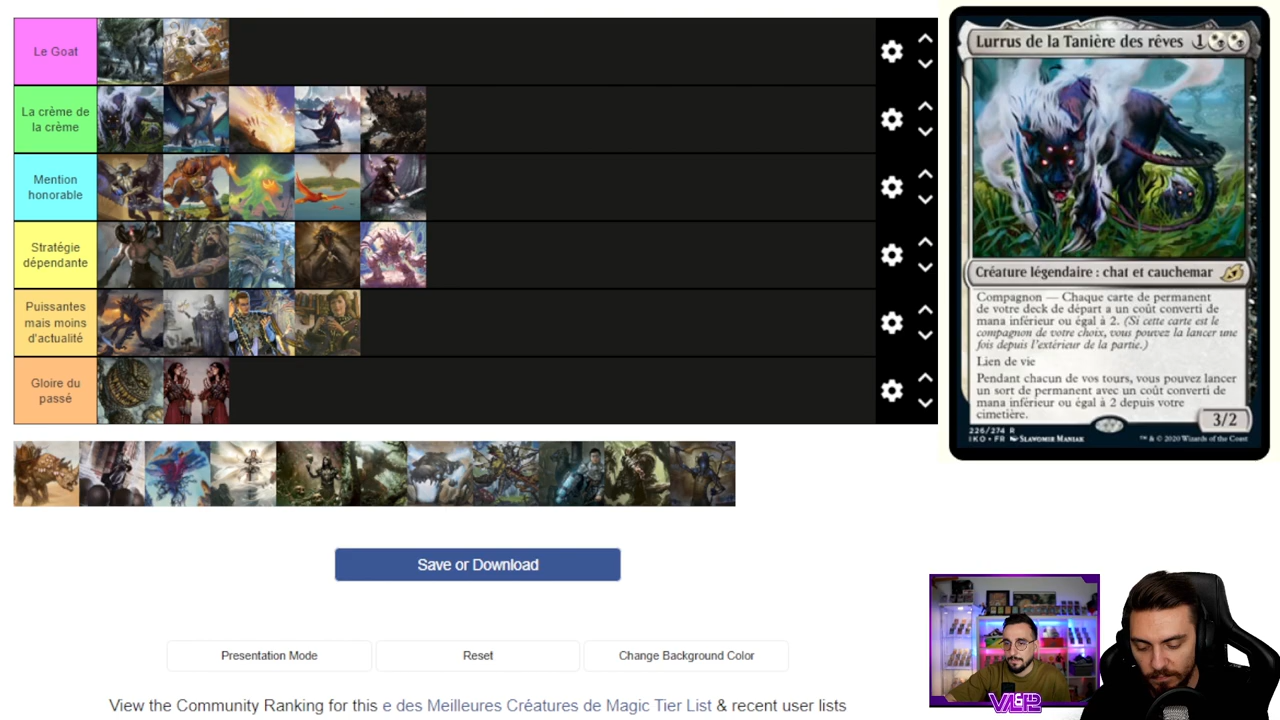 Le Goat
La crème de
la crème
Mention
honorable
Stratégie
dépendante
Puissantes
mais moins
d'actualité
Gloire du
passé
Save or Download
Presentation Mode
Reset
Change Background Color
View the Community Ranking for this e des Meilleures Créatures de Magic Tier List & recent user lists
Lurrus de la Tanière des rêves 1
Créature légendaire : chat et cauchemar
Compagnon — Chaque carte de permanent
de votre deck de départ a un coût converti de
mana inférieur ou égal à 2. (Si cette carte est le
compagnon de votre choix, vous pouvez la lancer une
fois depuis l'extérieur de la partie.)
Lien de vie
Pendant chacun de vos tours, vous pouvez lancer
un sort de permanent avec un coût converti de
mana inférieur ou égal à 2 depuis votre
cimetière.
3/2
226/274 R
IKO • FR SLAWOMIR MANIAK
™ & © 2020 Wizards of the Coast